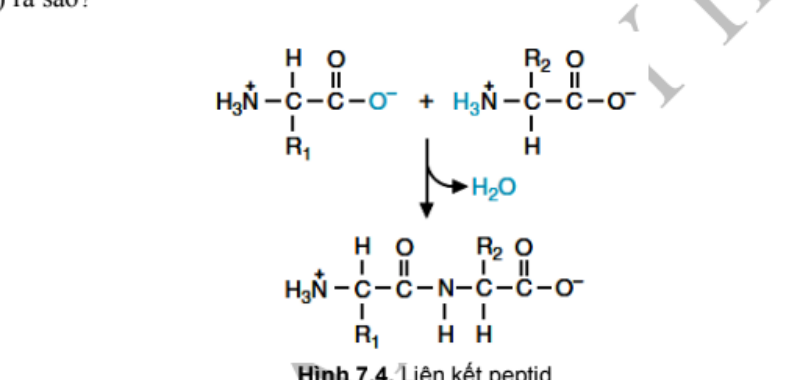 ra sao?
H O R₂ O
H₃N⁺–C–C–O⁻ + H₃N⁺–C–C–O⁻
R₁ H
H₂O
H O R₂ O
H₃N⁺–C–C–N–C–C–O⁻
R₁ H H
Hình 7.4. Liên kết peptid